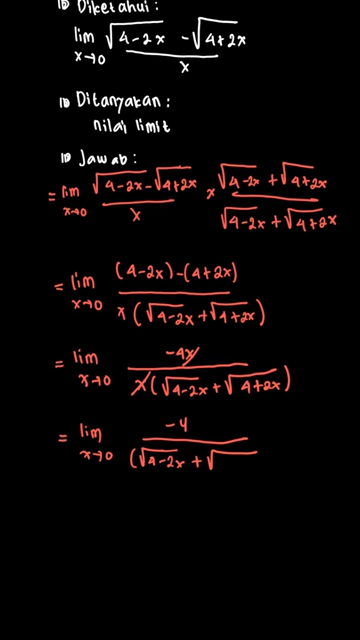 Diketahui:
lim x→0 (√(4-2x) - √(4+2x)) / x
Ditanyakan:
nilai limit
Jawab:
= lim x→0 (√(4-2x) - √(4+2x)) / x × (√(4-2x) + √(4+2x)) / (√(4-2x) + √(4+2x))
= lim x→0 ((4-2x) - (4+2x)) / (x (√(4-2x) + √(4+2x)))
= lim x→0 -4x / (x (√(4-2x) + √(4+2x)))
= lim x→0 -4 / (√(4-2x) + √